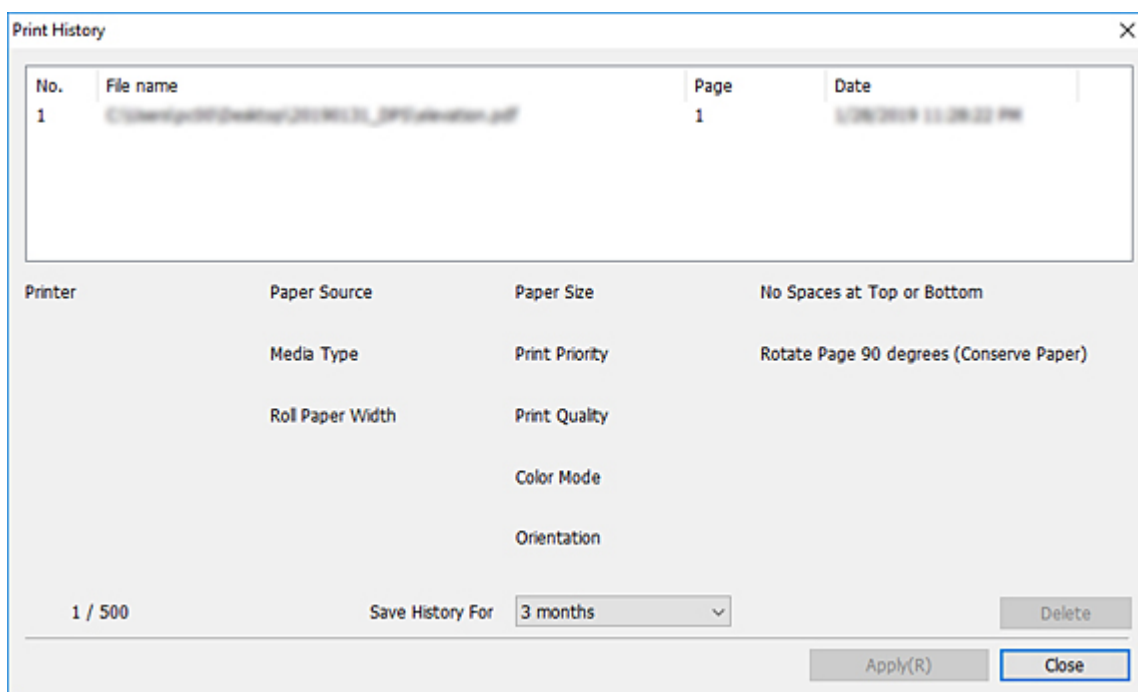 Print History
No. File name Page Date
1 1
Printer Paper Source Paper Size No Spaces at Top or Bottom
Media Type Print Priority Rotate Page 90 degrees (Conserve Paper)
Roll Paper Width Print Quality
Color Mode
Orientation
1 / 500 Save History For 3 months Delete
Apply(R) Close